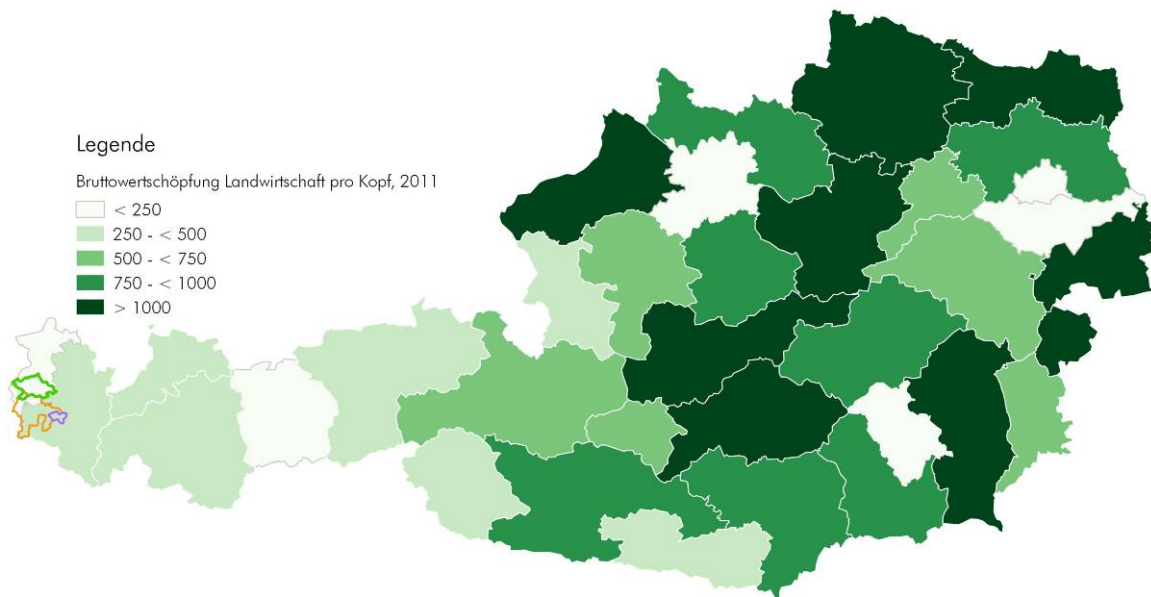 Legende
Bruttowertschöpfung Landwirtschaft pro Kopf, 2011
< 250
250 - < 500
500 - < 750
750 - < 1000
> 1000